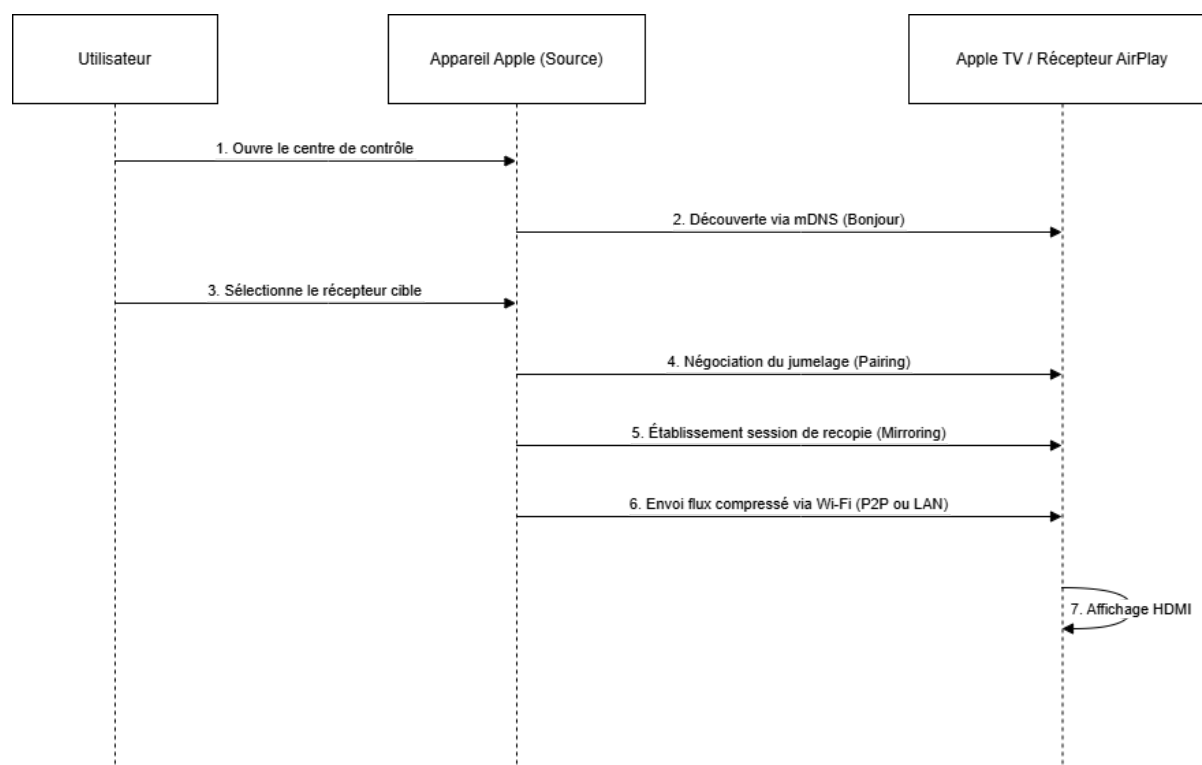 Utilisateur
Appareil Apple (Source)
Apple TV / Récepteur AirPlay
1. Ouvre le centre de contrôle
2. Découverte via mDNS (Bonjour)
3. Sélectionne le récepteur cible
4. Négociation du jumelage (Pairing)
5. Établissement session de recopie (Mirroring)
6. Envoi flux compressé via Wi-Fi (P2P ou LAN)
7. Affichage HDMI